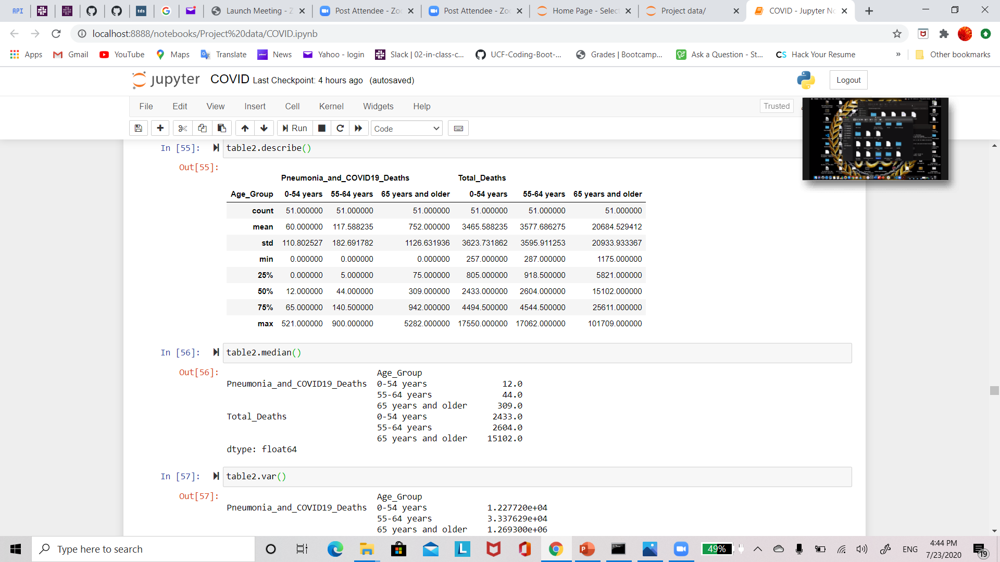 API
tds
Launch Meeting - Z
Post Attendee - Zo
Post Attendee - Zo
Home Page - Select
Project data/
COVID - Jupyter No
localhost:8888/notebooks/Project%20data/COVID.ipynb
Apps
Gmail
YouTube
Maps
Translate
News
Yahoo - login
Slack | 02-in-class-c...
UCF-Coding-Boot-...
Grades | Bootcamp...
Ask a Question - St...
CS Hack Your Resume
»
Other bookmarks
jupyter COVID Last Checkpoint: 4 hours ago (autosaved)
Logout
File Edit View Insert Cell Kernel Widgets Help
Trusted
Run
Code
In [55]: table2.describe()
Out[55]:
Pneumonia_and_COVID19_Deaths Total_Deaths
Age_Group 0-54 years 55-64 years 65 years and older 0-54 years 55-64 years 65 years and older
count 51.000000 51.000000 51.000000 51.000000 51.000000 51.000000
mean 60.000000 117.588235 752.000000 3465.588235 3577.686275 20684.529412
std 110.802527 182.691782 1126.631936 3623.731862 3595.911253 20933.933367
min 0.000000 0.000000 0.000000 257.000000 287.000000 1175.000000
25% 0.000000 5.000000 75.000000 805.000000 918.500000 5821.000000
50% 12.000000 44.000000 309.000000 2433.000000 2604.000000 15102.000000
75% 65.000000 140.500000 942.000000 4494.500000 4544.500000 25611.000000
max 521.000000 900.000000 5282.000000 17550.000000 17062.000000 101709.000000
In [56]: table2.median()
Out[56]:
Age_Group
Pneumonia_and_COVID19_Deaths 0-54 years 12.0
55-64 years 44.0
65 years and older 309.0
Total_Deaths 0-54 years 2433.0
55-64 years 2604.0
65 years and older 15102.0
dtype: float64
In [57]: table2.var()
Out[57]:
Age_Group
Pneumonia_and_COVID19_Deaths 0-54 years 1.227720e+04
55-64 years 3.337629e+04
65 years and older 1.269300e+06
Type here to search
49%
ENG
4:44 PM
7/23/2020
19